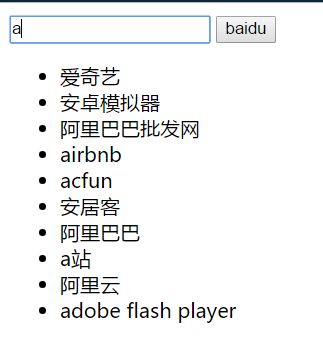 a baidu
爱奇艺
安卓模拟器
阿里巴巴批发网
airbnb
acfun
安居客
阿里巴巴
a站
阿里云
adobe flash player